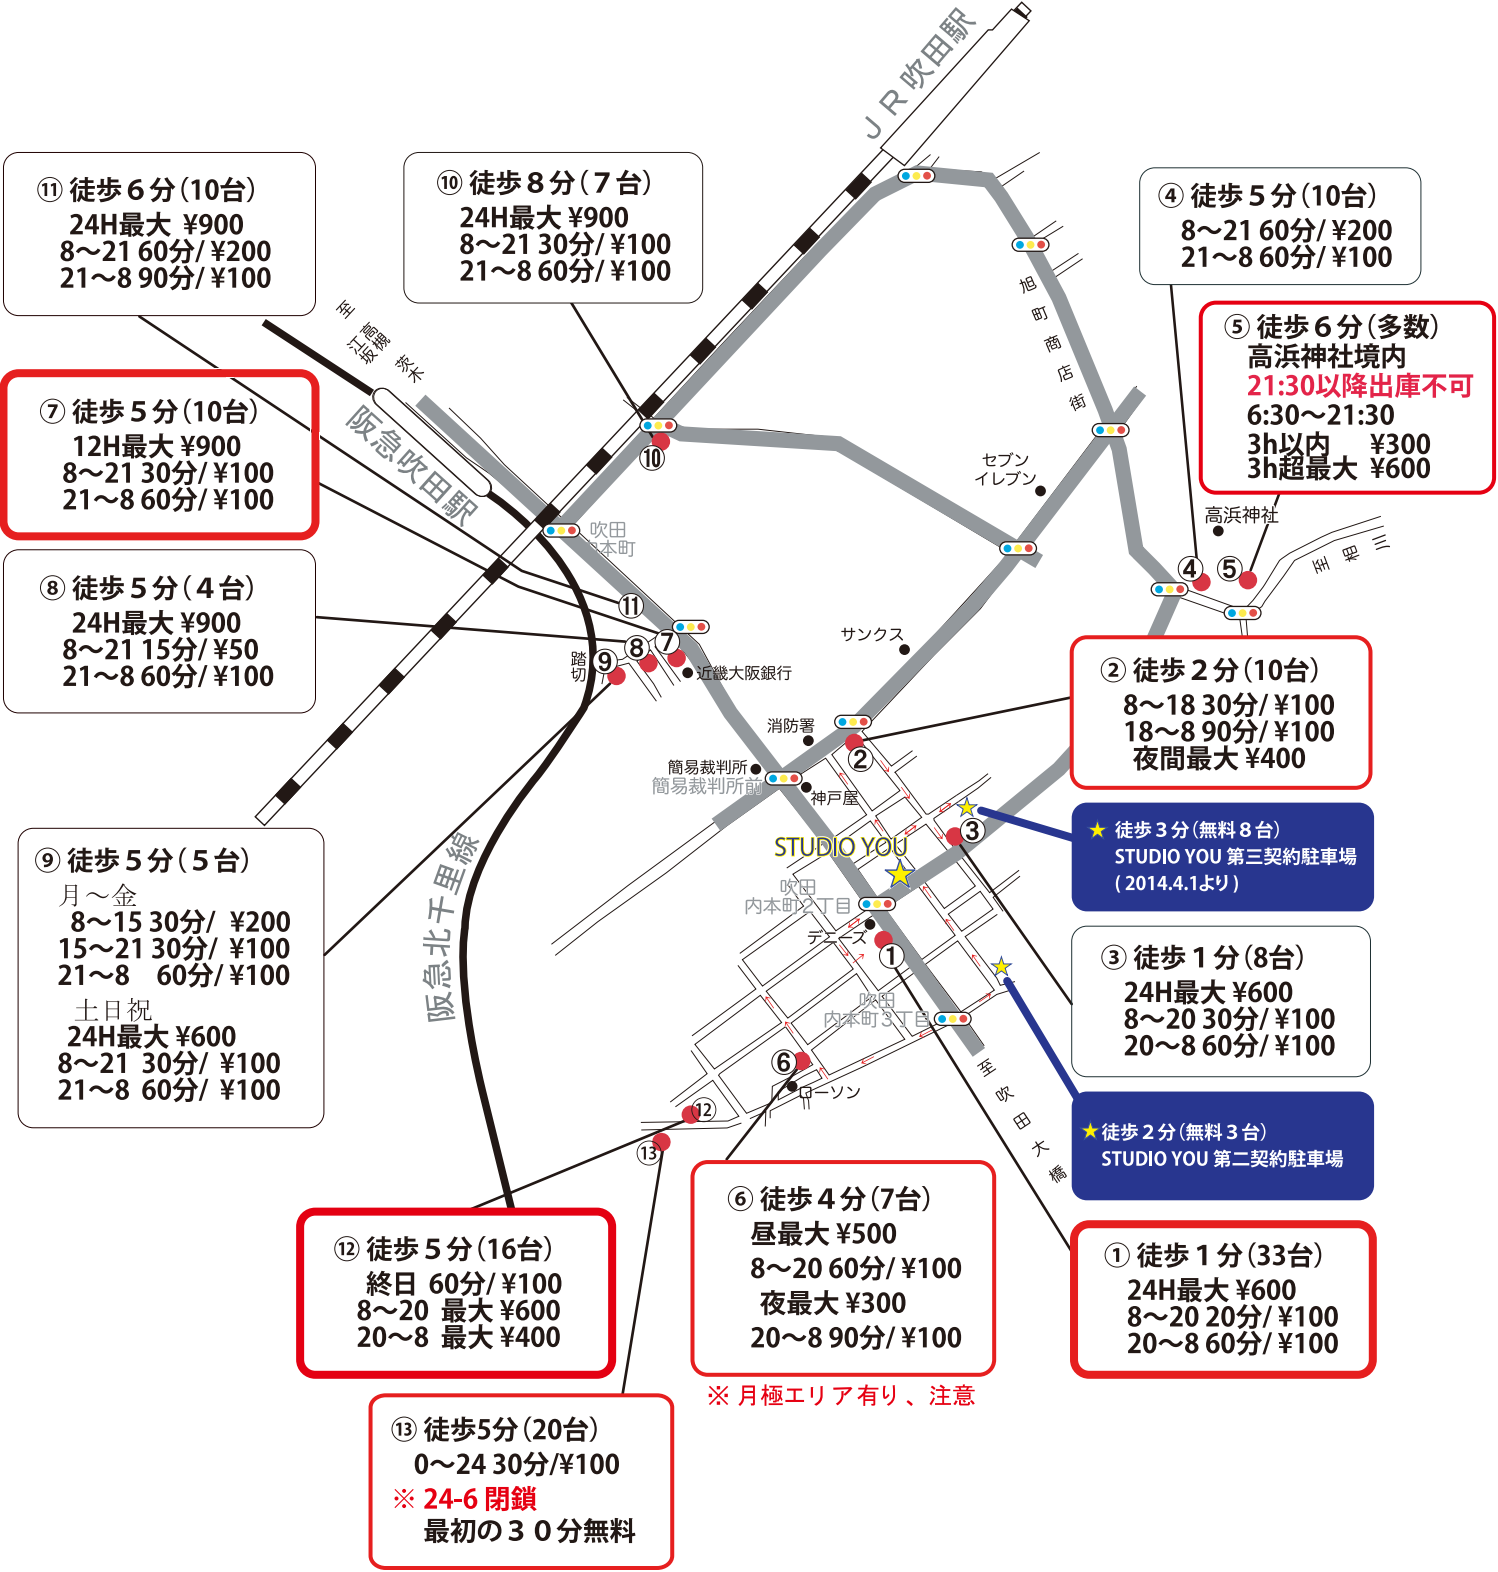 ＪＲ吹田駅
⑪ 徒歩６分（10台）
24H最大 ¥900
8〜21 60分/ ¥200
21〜8 90分/ ¥100
⑩ 徒歩８分（７台）
24H最大 ¥900
8〜21 30分/ ¥100
21〜8 60分/ ¥100
④ 徒歩５分（10台）
8〜21 60分/ ¥200
21〜8 60分/ ¥100
⑤ 徒歩６分（多数）
高浜神社境内
21:30以降出庫不可
6:30〜21:30
3h以内 ¥300
3h超最大 ¥600
⑦ 徒歩５分（10台）
12H最大 ¥900
8〜21 30分/ ¥100
21〜8 60分/ ¥100
⑧ 徒歩５分（４台）
24H最大 ¥900
8〜21 15分/ ¥50
21〜8 60分/ ¥100
⑨ 徒歩５分（５台）
月〜金
8〜15 30分/ ¥200
15〜21 30分/ ¥100
21〜8 60分/ ¥100
土日祝
24H最大 ¥600
8〜21 30分/ ¥100
21〜8 60分/ ¥100
至
江坂
高槻
茨木
阪急吹田駅
旭町商店街
セブン
イレブン
高浜神社
至相川
④
⑤
⑩
吹田
内本町
⑪
⑦
⑧
⑨
踏切
近畿大阪銀行
サンクス
消防署
②
簡易裁判所
簡易裁判所前
神戸屋
③
STUDIO YOU
吹田
内本町２丁目
デニーズ
①
吹田
内本町３丁目
⑥
ローソン
⑫
⑬
至吹田大橋
阪急北千里線
② 徒歩２分（10台）
8〜18 30分/ ¥100
18〜8 90分/ ¥100
夜間最大 ¥400
徒歩３分（無料８台）
STUDIO YOU 第三契約駐車場
( 2014.4.1より )
③ 徒歩１分（8台）
24H最大 ¥600
8〜20 30分/ ¥100
20〜8 60分/ ¥100
徒歩２分（無料３台）
STUDIO YOU 第二契約駐車場
① 徒歩１分（33台）
24H最大 ¥600
8〜20 20分/ ¥100
20〜8 60分/ ¥100
⑥ 徒歩４分（7台）
昼最大 ¥500
8〜20 60分/ ¥100
夜最大 ¥300
20〜8 90分/ ¥100
※ 月極エリア有り、注意
⑫ 徒歩５分（16台）
終日 60分/ ¥100
8〜20 最大 ¥600
20〜8 最大 ¥400
⑬ 徒歩5分（20台）
0〜24 30分/¥100
※ 24-6 閉鎖
最初の３０分無料